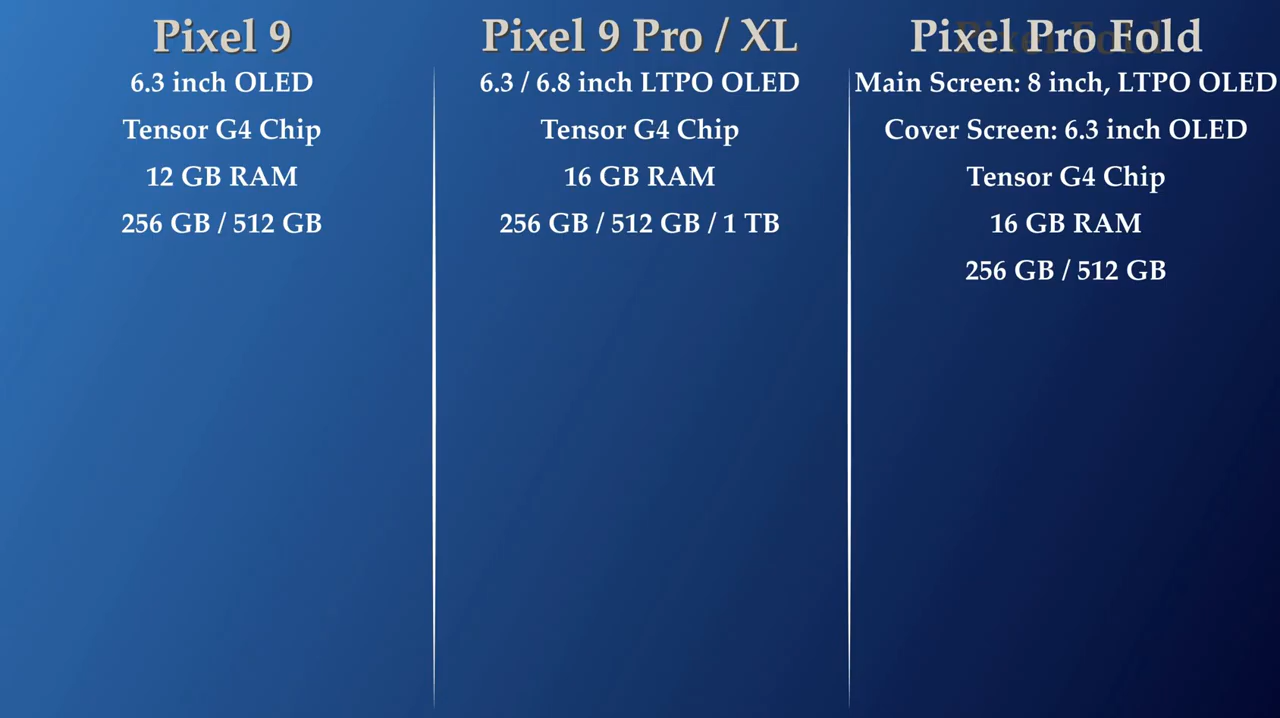 Pixel 9
6.3 inch OLED
Tensor G4 Chip
12 GB RAM
256 GB / 512 GB
Pixel 9 Pro / XL
6.3 / 6.8 inch LTPO OLED
Tensor G4 Chip
16 GB RAM
256 GB / 512 GB / 1 TB
Pixel Pro Fold
Main Screen: 8 inch, LTPO OLED
Cover Screen: 6.3 inch OLED
Tensor G4 Chip
16 GB RAM
256 GB / 512 GB